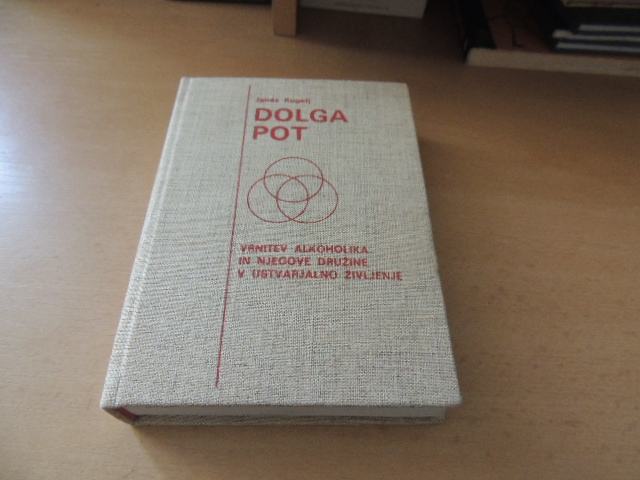 Janez Rugelj
DOLGA
POT
VRNITEV ALKOHOLIKA
IN NJEGOVE DRUŽINE
V USTVARJALNO ŽIVLJENJE